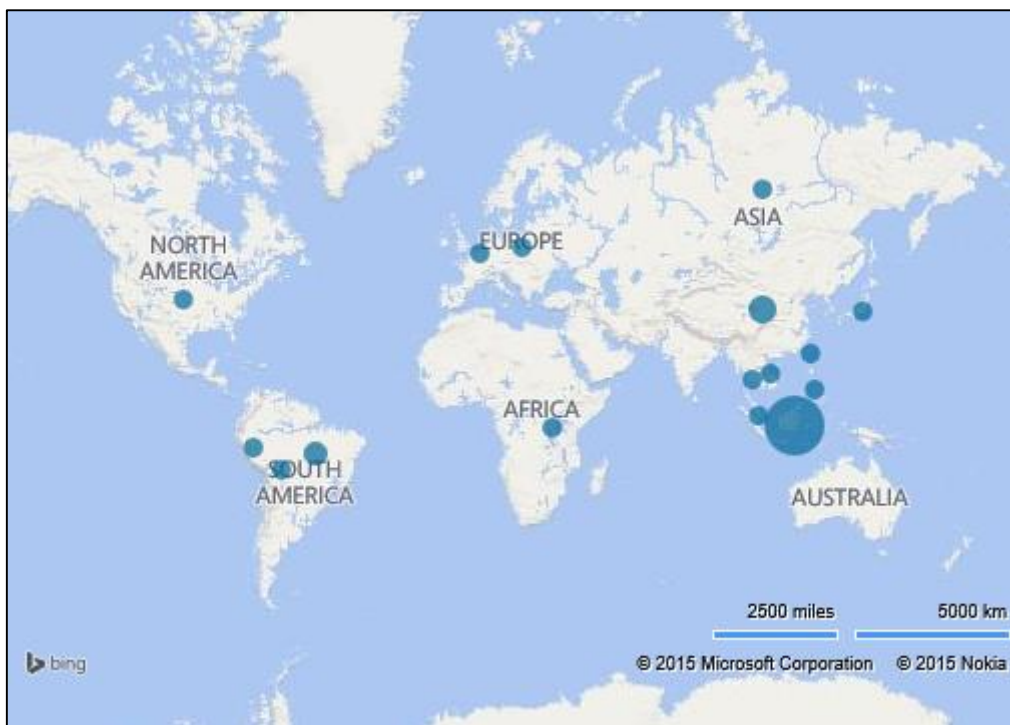 ASIA
EUROPE
NORTH
AMERICA
AFRICA
SOUTH
AMERICA
AUSTRALIA
2500 miles 5000 km
bing
© 2015 Microsoft Corporation © 2015 Nokia